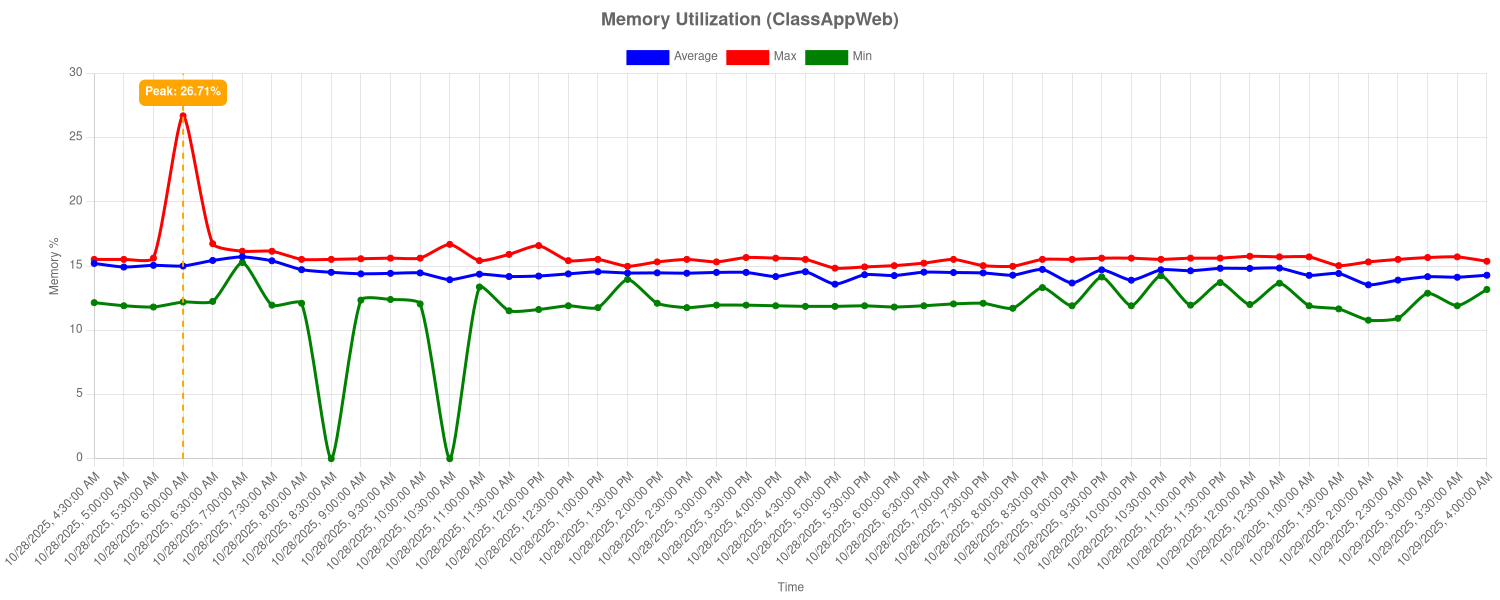 Memory Utilization (ClassAppWeb)
Average Max Min
30
Peak: 26.71%
25
20
15
Memory %
10
5
0
10/28/2025, 4:30:00 AM
10/28/2025, 5:00:00 AM
10/28/2025, 5:30:00 AM
10/28/2025, 6:00:00 AM
10/28/2025, 6:30:00 AM
10/28/2025, 7:00:00 AM
10/28/2025, 7:30:00 AM
10/28/2025, 8:00:00 AM
10/28/2025, 8:30:00 AM
10/28/2025, 9:00:00 AM
10/28/2025, 9:30:00 AM
10/28/2025, 10:00:00 AM
10/28/2025, 10:30:00 AM
10/28/2025, 11:00:00 AM
10/28/2025, 11:30:00 AM
10/28/2025, 12:00:00 PM
10/28/2025, 12:30:00 PM
10/28/2025, 1:00:00 PM
10/28/2025, 1:30:00 PM
10/28/2025, 2:00:00 PM
10/28/2025, 2:30:00 PM
10/28/2025, 3:00:00 PM
10/28/2025, 3:30:00 PM
10/28/2025, 4:00:00 PM
10/28/2025, 4:30:00 PM
10/28/2025, 5:00:00 PM
10/28/2025, 5:30:00 PM
10/28/2025, 6:00:00 PM
10/28/2025, 6:30:00 PM
10/28/2025, 7:00:00 PM
10/28/2025, 7:30:00 PM
10/28/2025, 8:00:00 PM
10/28/2025, 8:30:00 PM
10/28/2025, 9:00:00 PM
10/28/2025, 9:30:00 PM
10/28/2025, 10:00:00 PM
10/28/2025, 10:30:00 PM
10/28/2025, 11:00:00 PM
10/28/2025, 11:30:00 PM
10/29/2025, 12:00:00 AM
10/29/2025, 12:30:00 AM
10/29/2025, 1:00:00 AM
10/29/2025, 1:30:00 AM
10/29/2025, 2:00:00 AM
10/29/2025, 2:30:00 AM
10/29/2025, 3:00:00 AM
10/29/2025, 3:30:00 AM
10/29/2025, 4:00:00 AM
Time